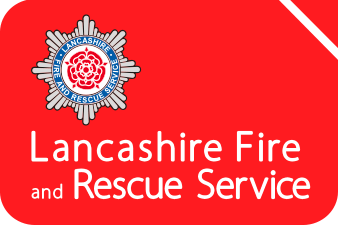 LANCASHIRE
FIRE AND RESCUE SERVICE
Lancashire Fire
and Rescue Service